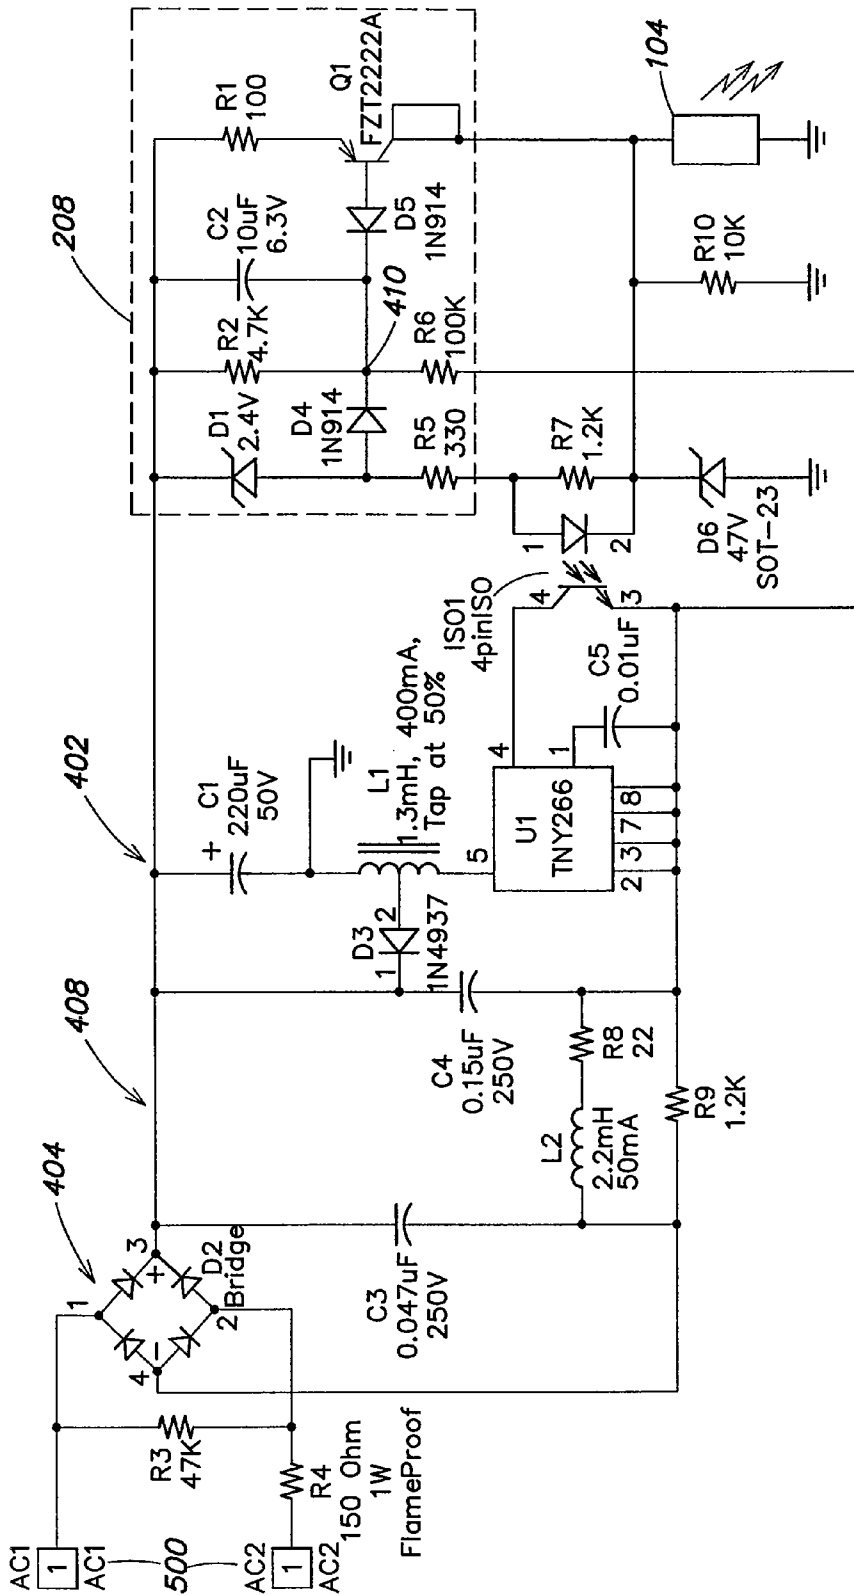 AC1
1
AC1
500
AC2
1
AC2
R3
47K
R4
150 Ohm
1W
FlameProof
404
1
2
3
4
+
−
D2
Bridge
408
C3
0.047uF
250V
L2
2.2mH
50mA
R8
22
R9
1.2K
C4
0.15uF
250V
402
+
C1
220uF
50V
D3
1
2
1N4937
L1
1.3mH, 400mA,
Tap at 50%
U1
TNY266
5
4
1
2
3
7
8
C5
0.01uF
ISO1
4pinISO
4
3
1
2
R7
1.2K
D6
47V
SOT-23
208
D1
2.4V
R2
4.7K
C2
10uF
6.3V
R1
100
D4
1N914
410
D5
1N914
Q1
FZT2222A
R5
330
R6
100K
R10
10K
104